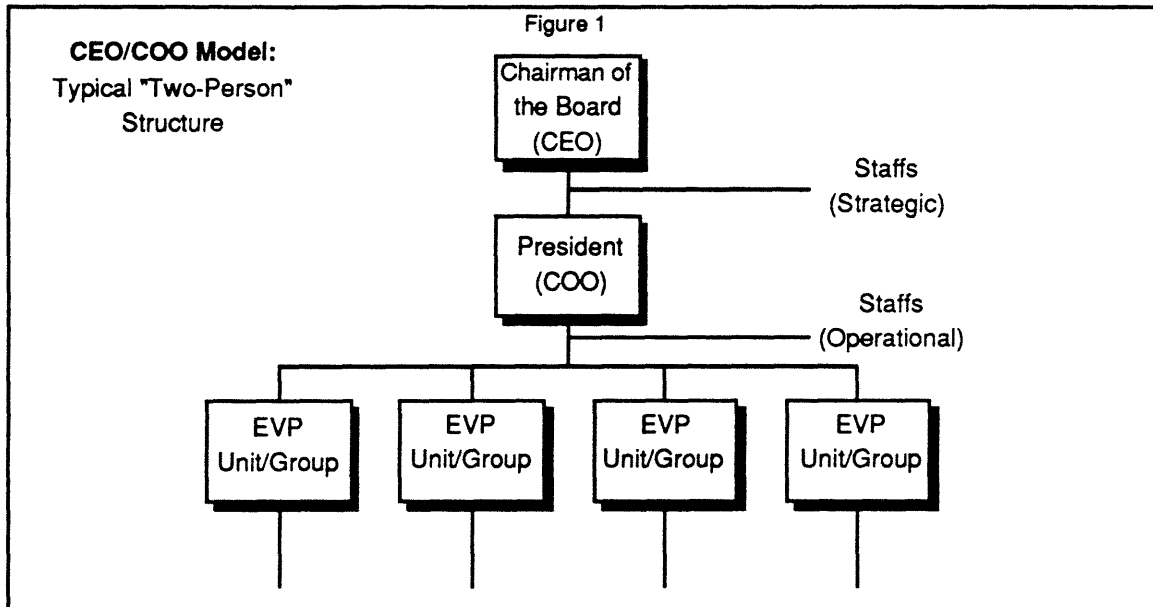 Figure 1
CEO/COO Model:
Typical "Two-Person"
Structure
Chairman of
the Board
(CEO)
Staffs
(Strategic)
President
(COO)
Staffs
(Operational)
EVP
Unit/Group
EVP
Unit/Group
EVP
Unit/Group
EVP
Unit/Group